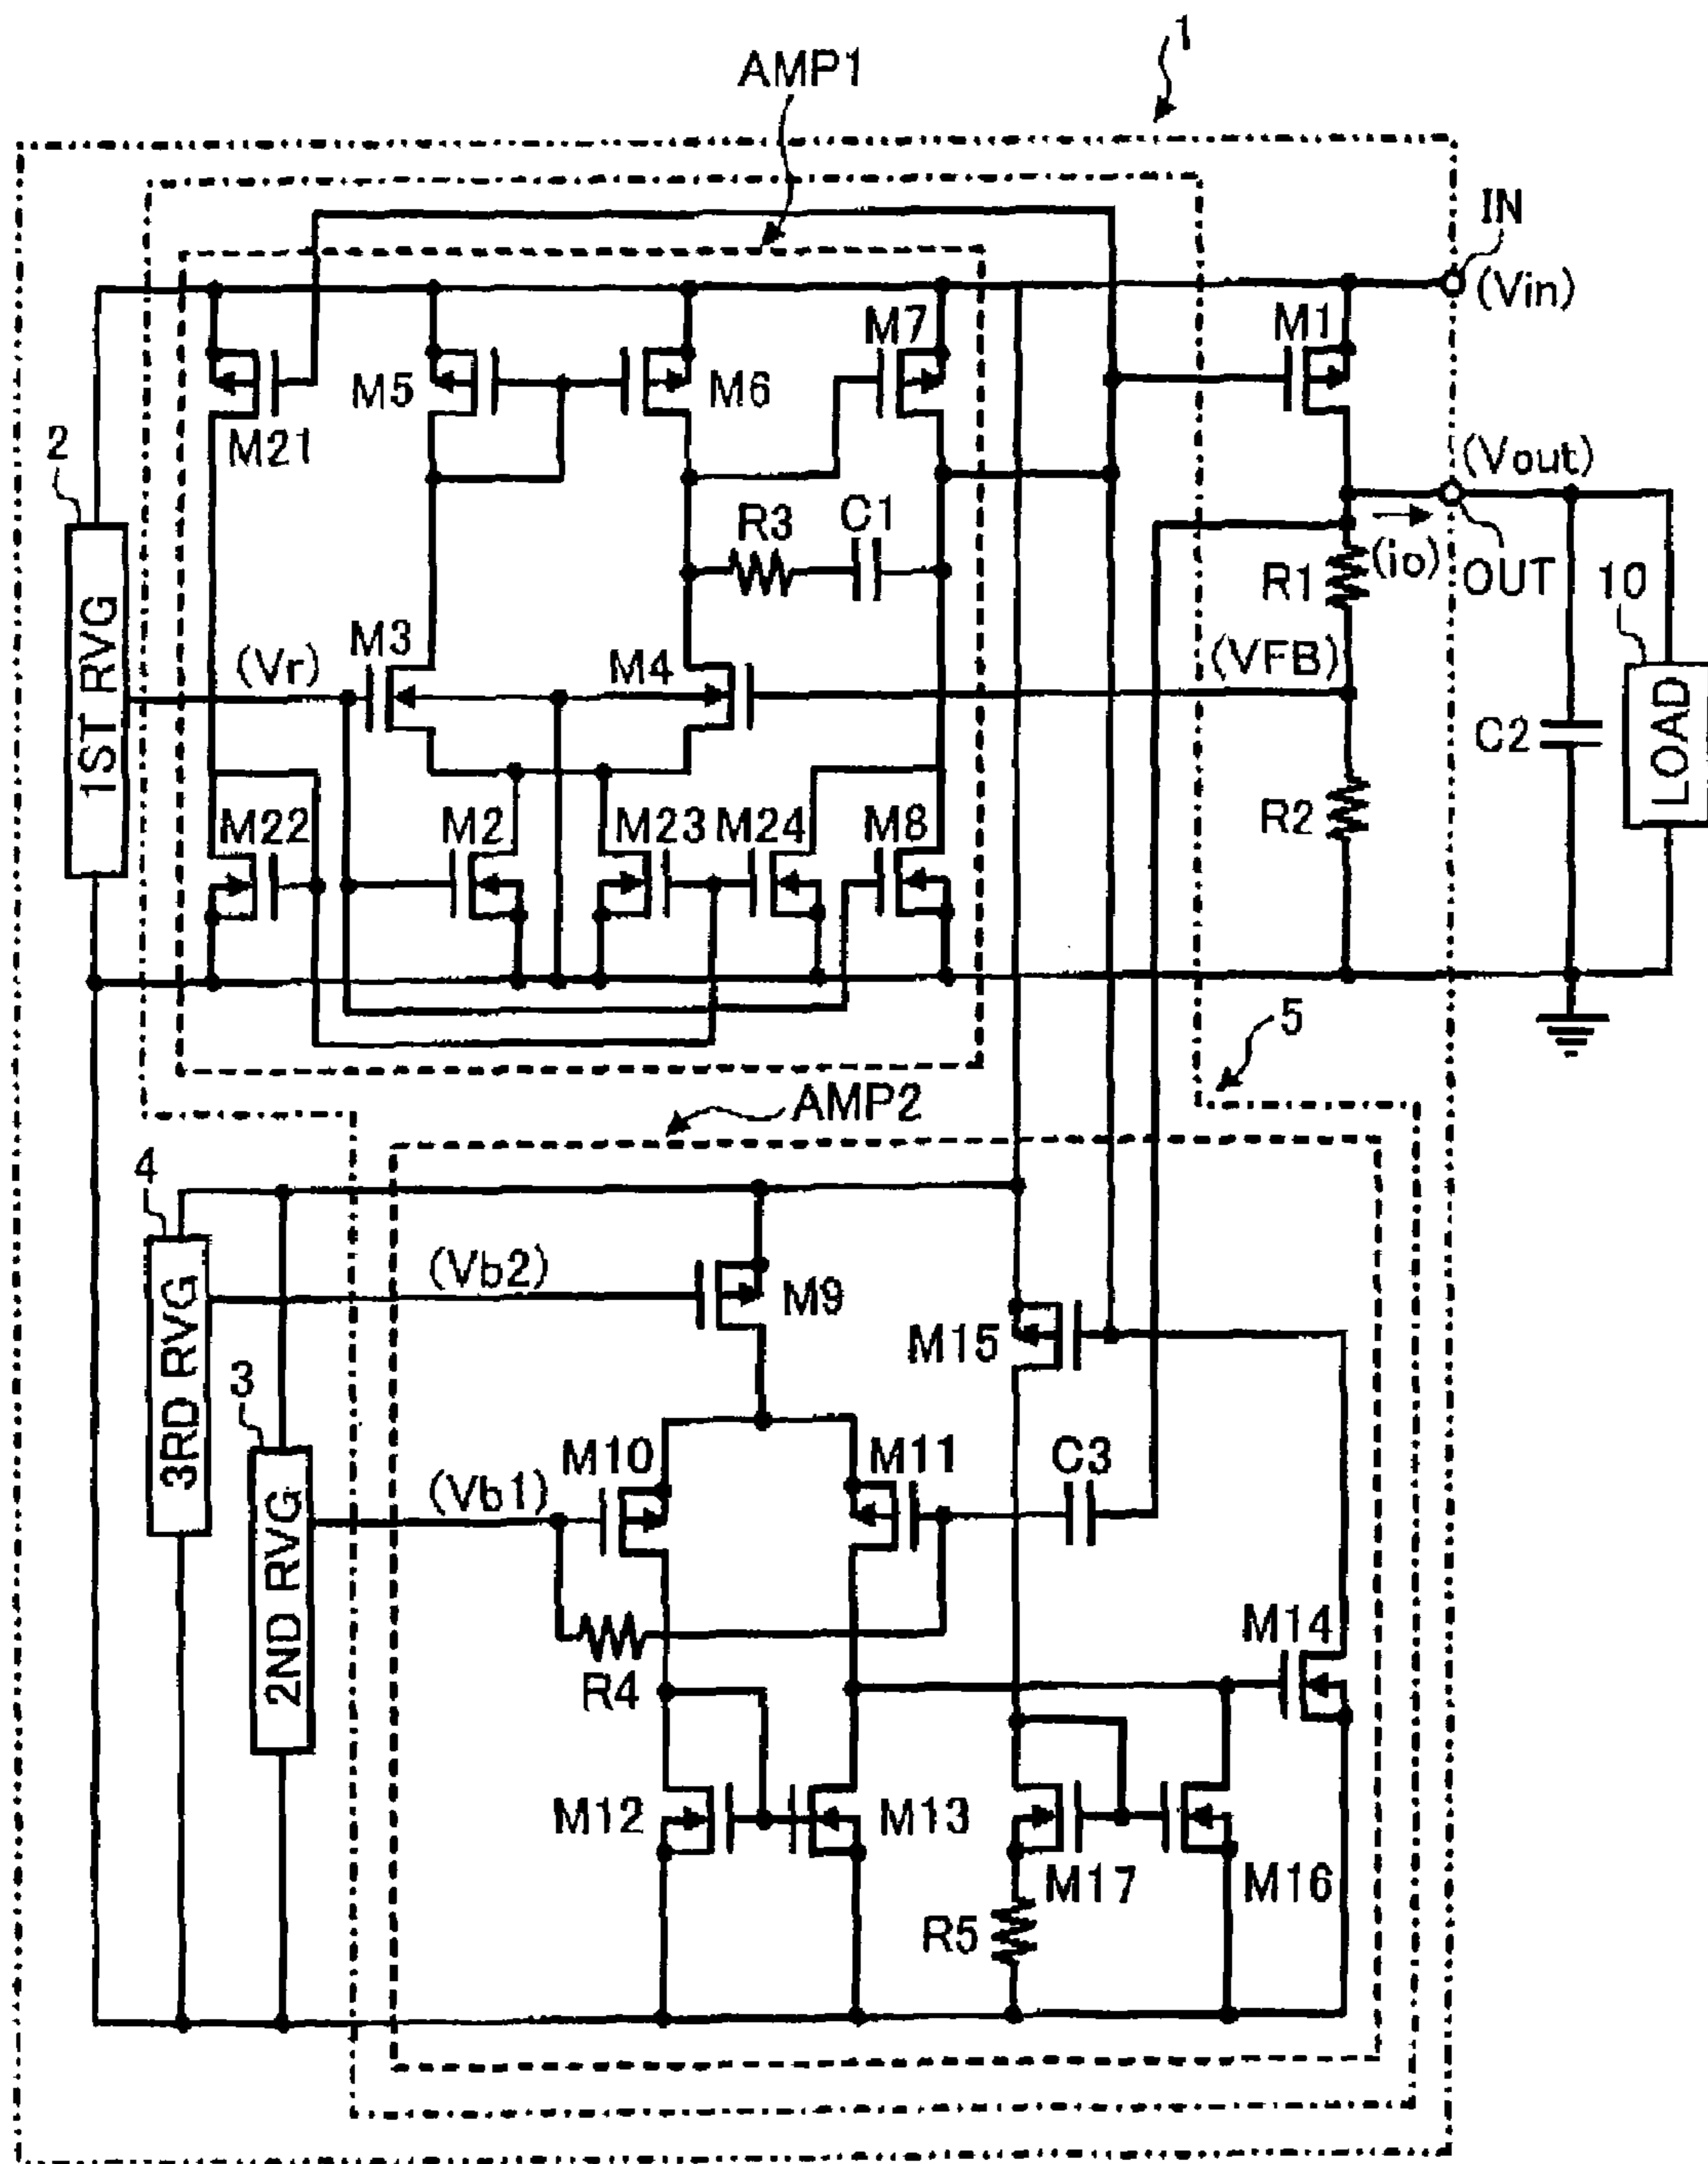 1
AMP1
IN
(Vin)
M7
M1
M5
M6
M21
2
(Vout)
R3
C1
(io)
OUT
R1
10
1ST RVG
(Vr)
M3
M4
(VFB)
C2
LOAD
R2
M22
M2
M23
M24
M8
5
AMP2
4
3RD RVG
(Vb2)
M9
M15
3
2ND RVG
(Vb1)
M10
M11
C3
R4
M14
M12
M13
M17
M16
R5